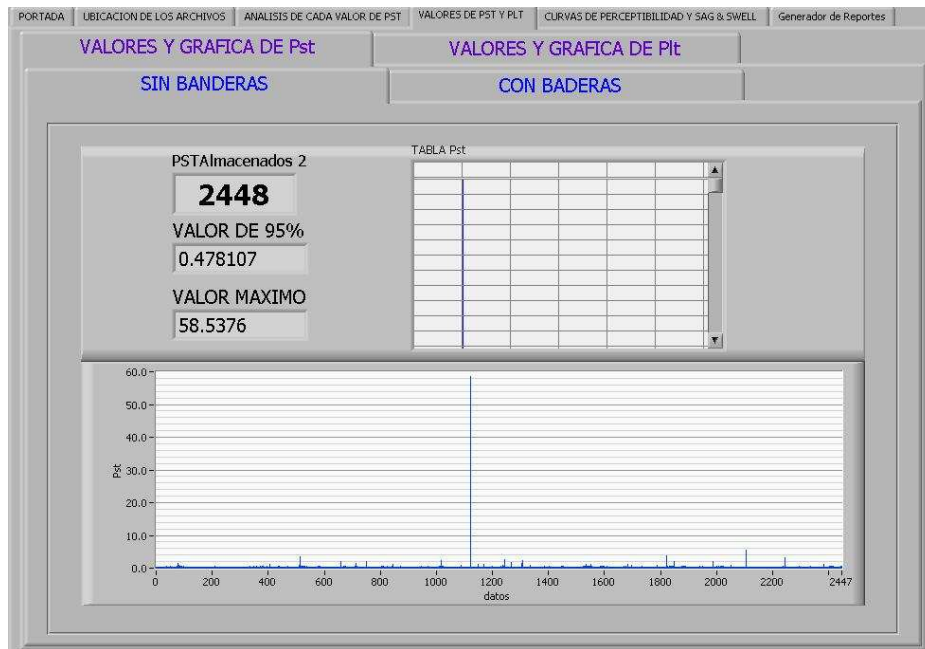 PORTADA
UBICACION DE LOS ARCHIVOS
ANALISIS DE CADA VALOR DE PST
VALORES DE PST Y PLT
CURVAS DE PERCEPTIBILIDAD Y SAG & SWELL
Generador de Reportes
VALORES Y GRAFICA DE Pst
VALORES Y GRAFICA DE Plt
SIN BANDERAS
CON BADERAS
PSTAlmacenados 2
2448
VALOR DE 95%
0.478107
VALOR MAXIMO
58.5376
TABLA Pst
60.0
50.0
40.0
30.0
20.0
10.0
0.0
Pst
0 200 400 600 800 1000 1200 1400 1600 1800 2000 2200 2447
datos